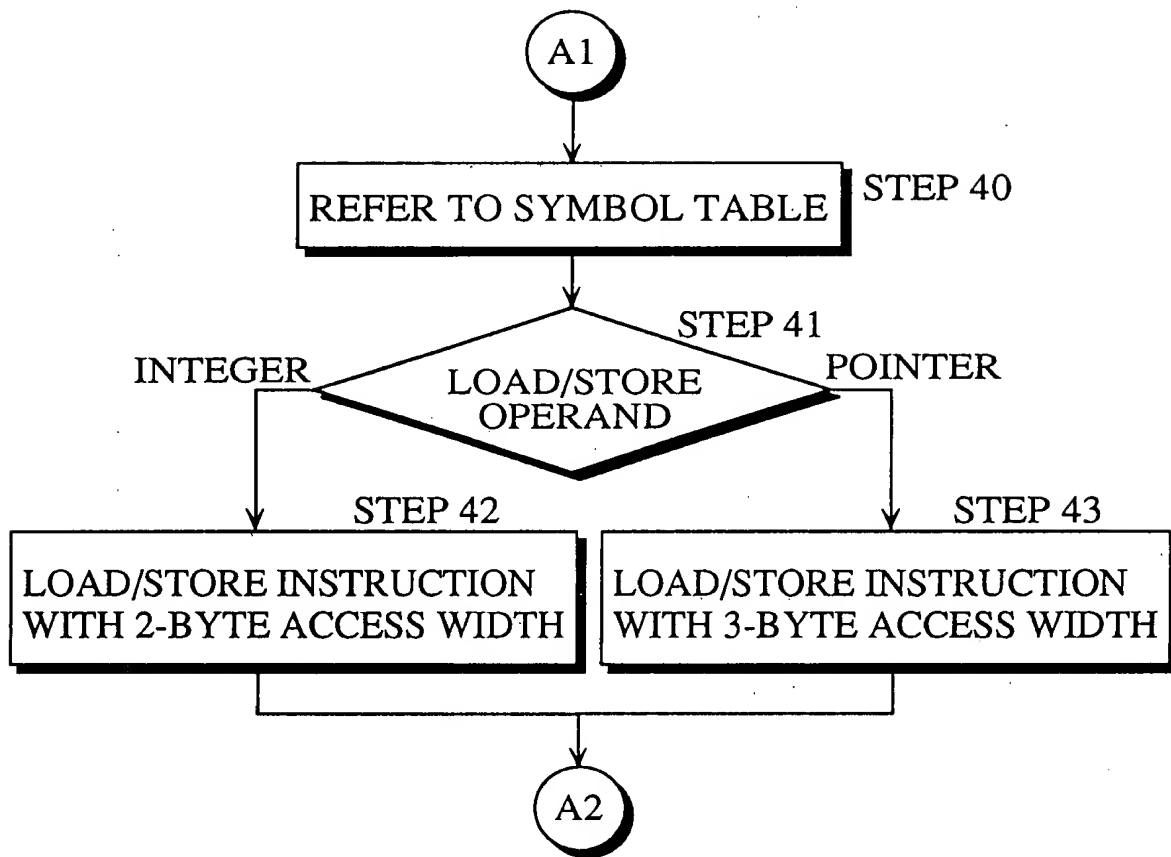 A1
REFER TO SYMBOL TABLE
STEP 40
STEP 41
INTEGER
POINTER
LOAD/STORE
OPERAND
STEP 42
STEP 43
LOAD/STORE INSTRUCTION
WITH 2-BYTE ACCESS WIDTH
LOAD/STORE INSTRUCTION
WITH 3-BYTE ACCESS WIDTH
A2